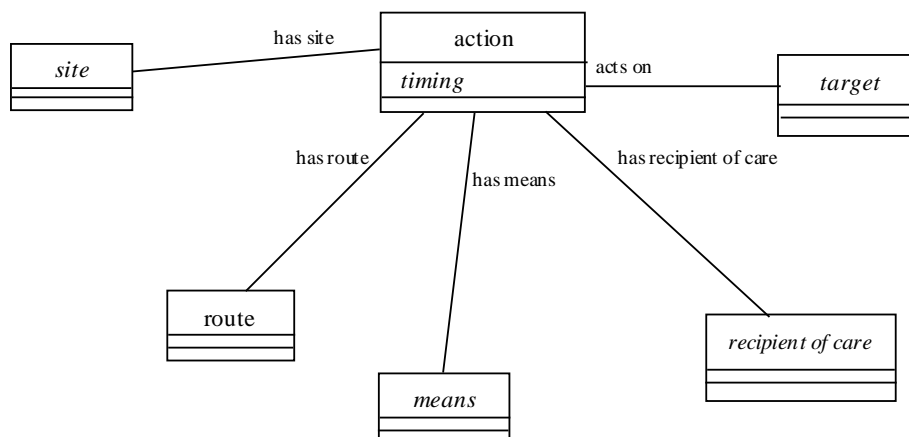 has site
action
site
timing
acts on
target
has route
has means
has recipient of care
route
recipient of care
means